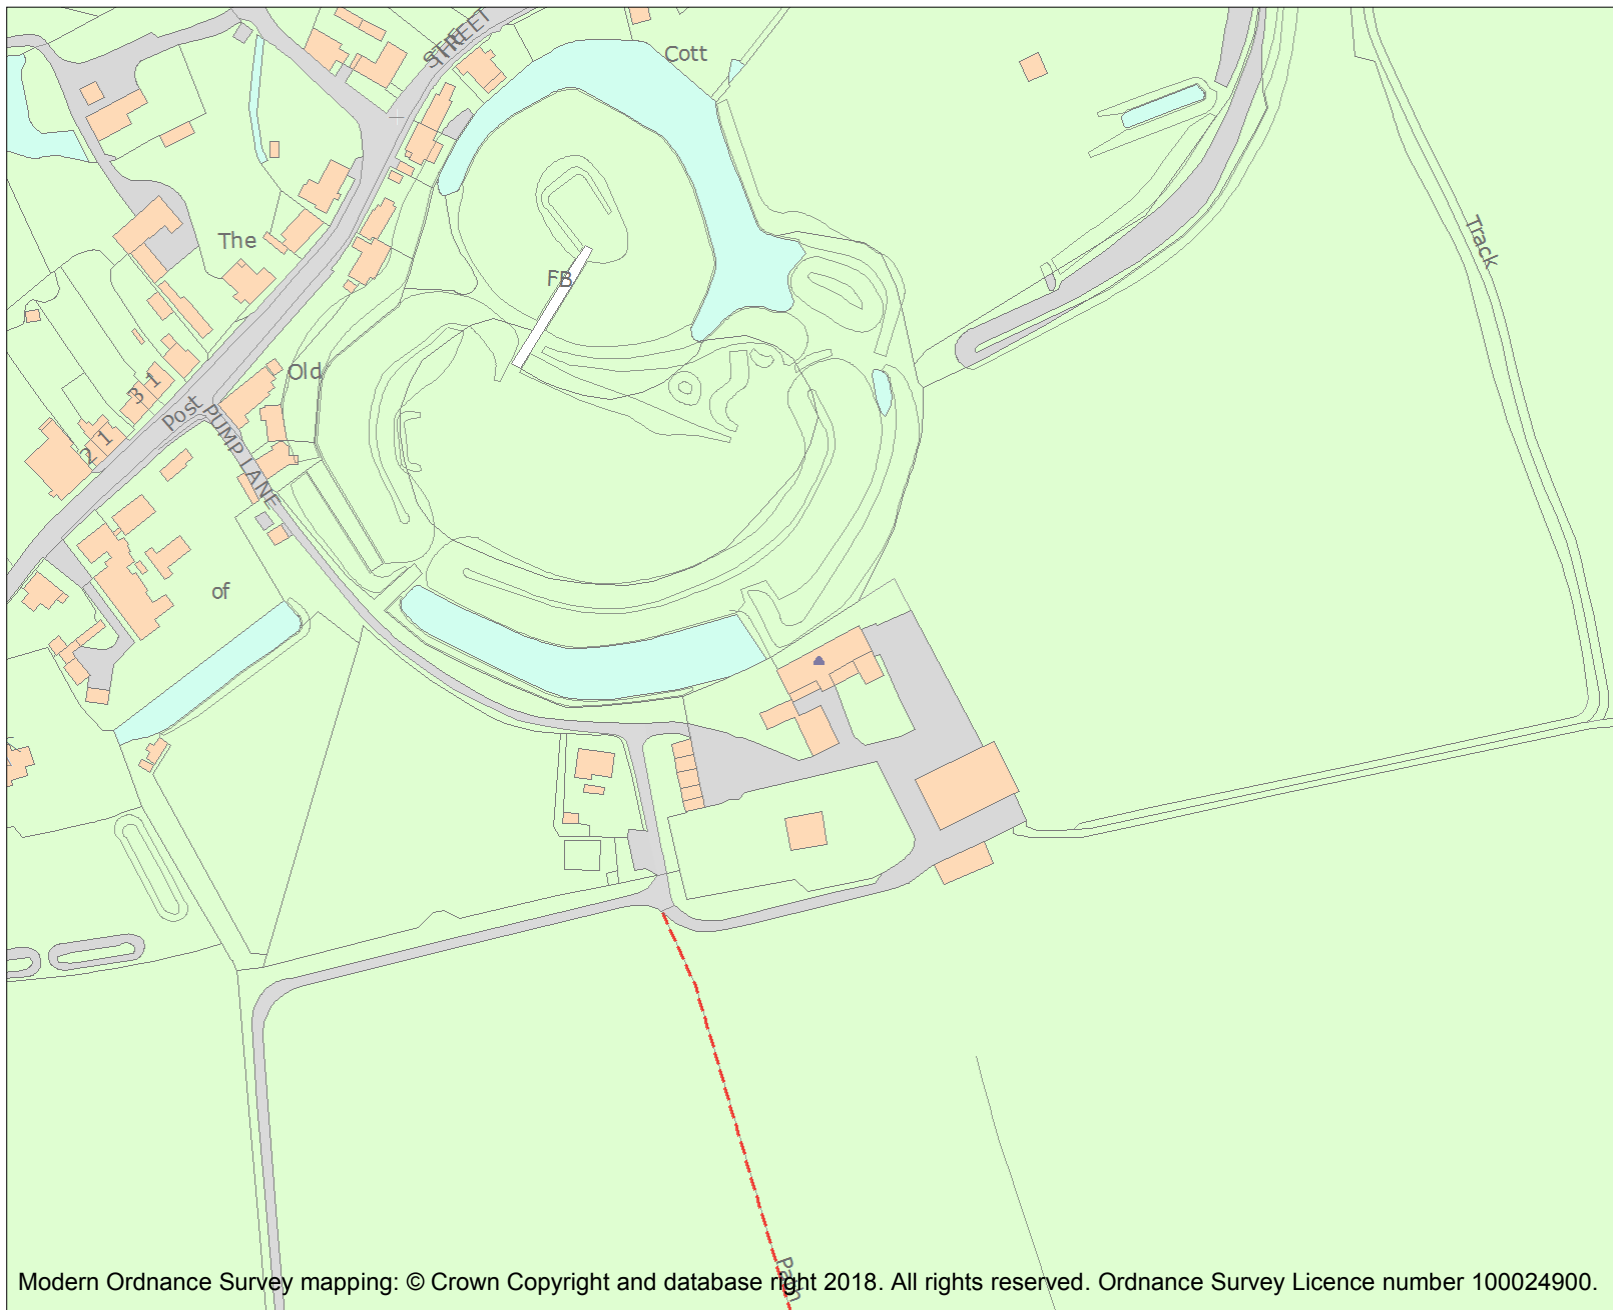 STREET
Cott
The
FB
Track
Old
3 1
Post
2 1
PUMP LANE
of
Path
Modern Ordnance Survey mapping: © Crown Copyright and database right 2018. All rights reserved. Ordnance Survey Licence number 100024900.